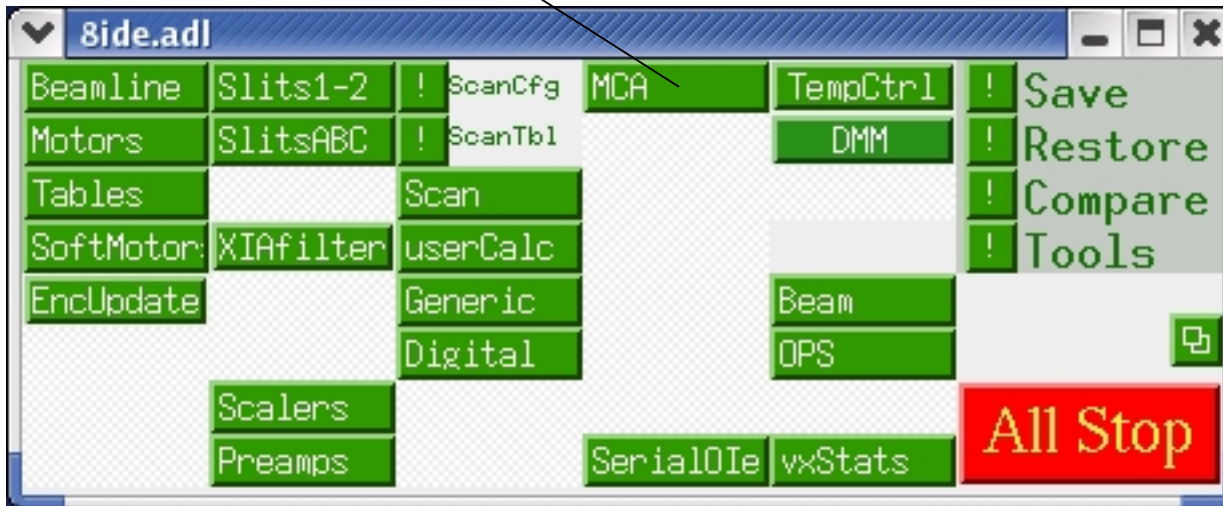 8ide.adl
Beamline Slits1-2 ! ScanCfg MCA TempCtrl ! Save
Motors SlitsABC ! ScanTbl DMM ! Restore
Tables Scan ! Compare
SoftMotor XIAfilter userCalc ! Tools
EncUpdate Generic Beam
Digital OPS
Scalers
All Stop
Preamps SerialOIe vxStats